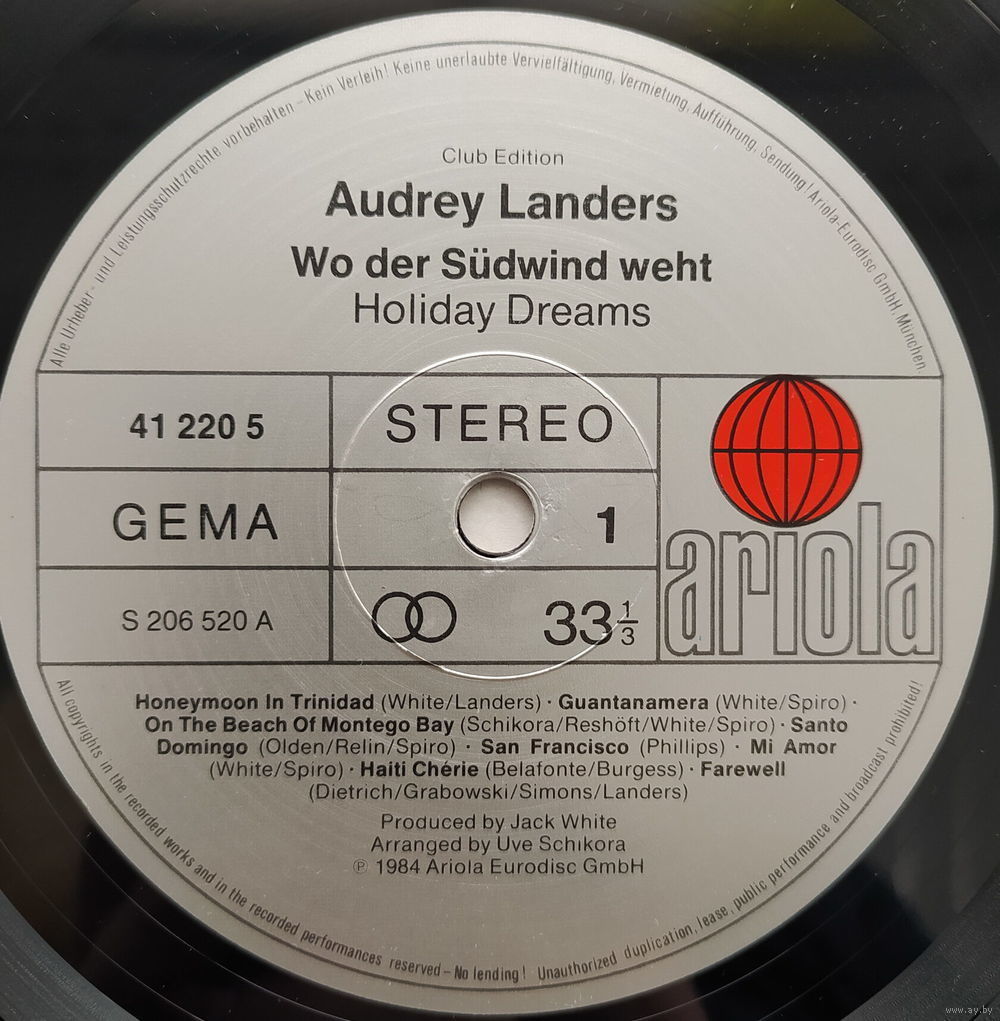 Alle Urheber- und Leistungsschutzrechte vorbehalten – Kein Verleih! Keine unerlaubte Vervielfältigung, Vermietung, Aufführung, Sendung! Ariola-Eurodisc GmbH, München
Club Edition
Audrey Landers
Wo der Südwind weht
Holiday Dreams
41 220 5
STEREO
GEMA
1
S 206 520 A
33 1/3
ariola
Honeymoon In Trinidad (White/Landers) · Guantanamera (White/Spiro) ·
On The Beach Of Montego Bay (Schikora/Reshöft/White/Spiro) · Santo
Domingo (Olden/Relin/Spiro) · San Francisco (Phillips) · Mi Amor
(White/Spiro) · Haiti Chérie (Belafonte/Burgess) · Farewell
(Dietrich/Grabowski/Simons/Landers)
Produced by Jack White
Arranged by Uve Schikora
℗ 1984 Ariola Eurodisc GmbH
All copyrights in the recorded works and in the recorded performances reserved – No lending! Unauthorized duplication, lease, public performance and broadcast prohibited!
www.ay.by